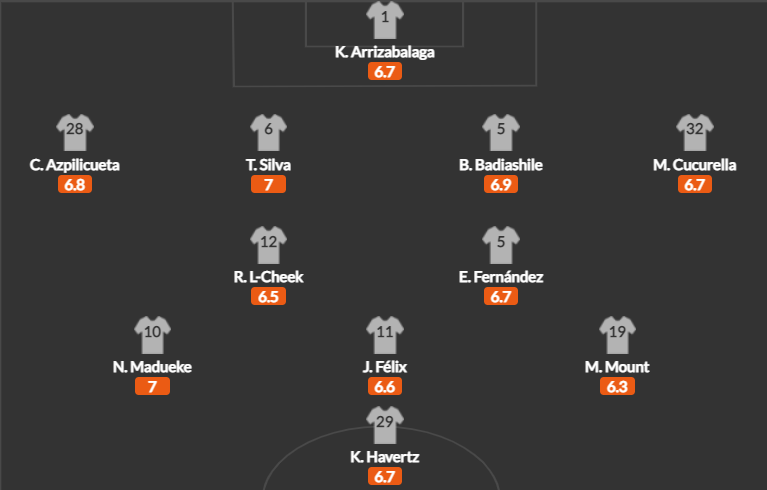 1
K. Arrizabalaga
6.7
28 6 5 32
C. Azpilicueta T. Silva B. Badiashile M. Cucurella
6.8 7 6.9 6.7
12 5
R. L-Cheek E. Fernández
6.5 6.7
10 11 19
N. Madueke J. Félix M. Mount
7 6.6 6.3
29
K. Havertz
6.7